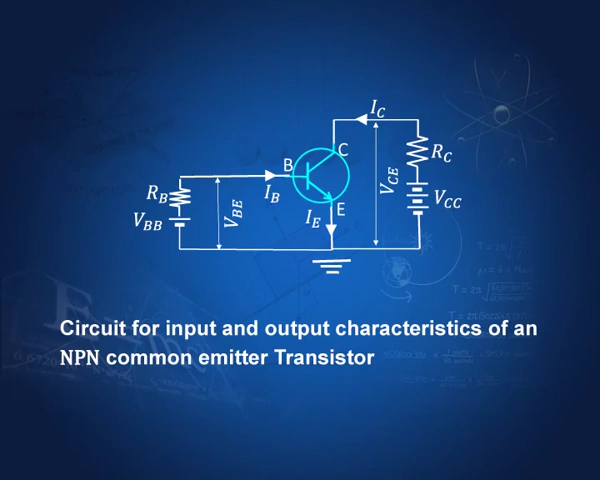 I_C
B
C
R_C
R_B
I_B
V_BE
V_CE
V_CC
V_BB
I_E
E
Circuit for input and output characteristics of an
NPN common emitter Transistor